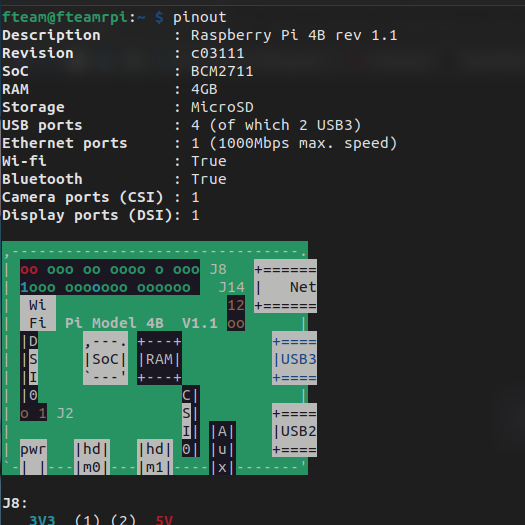 fteam@fteamrpi:~ $ pinout
Description        : Raspberry Pi 4B rev 1.1
Revision           : c03111
SoC                : BCM2711
RAM                : 4GB
Storage            : MicroSD
USB ports          : 4 (of which 2 USB3)
Ethernet ports     : 1 (1000Mbps max. speed)
Wi-fi              : True
Bluetooth          : True
Camera ports (CSI) : 1
Display ports (DSI): 1

,--------------------------------.
| oo ooo oo oooo o ooo J8   +======
| 1ooo ooooooo oooooo  J14  |   Net
|  Wi                    12 +======
|  Fi  Pi Model 4B  V1.1 oo      |
| |D     ,---. +---+          +====
| |S     |SoC| |RAM|          |USB3
| |I     `---' +---+          +====
| |0                C|           |
| o 1 J2            S|        +====
|                   I| |A|    |USB2
| pwr   |hd|   |hd| 0| |u|    +====
`-| |---|m0|---|m1|----|x|-------'

J8:
   3V3  (1) (2)  5V